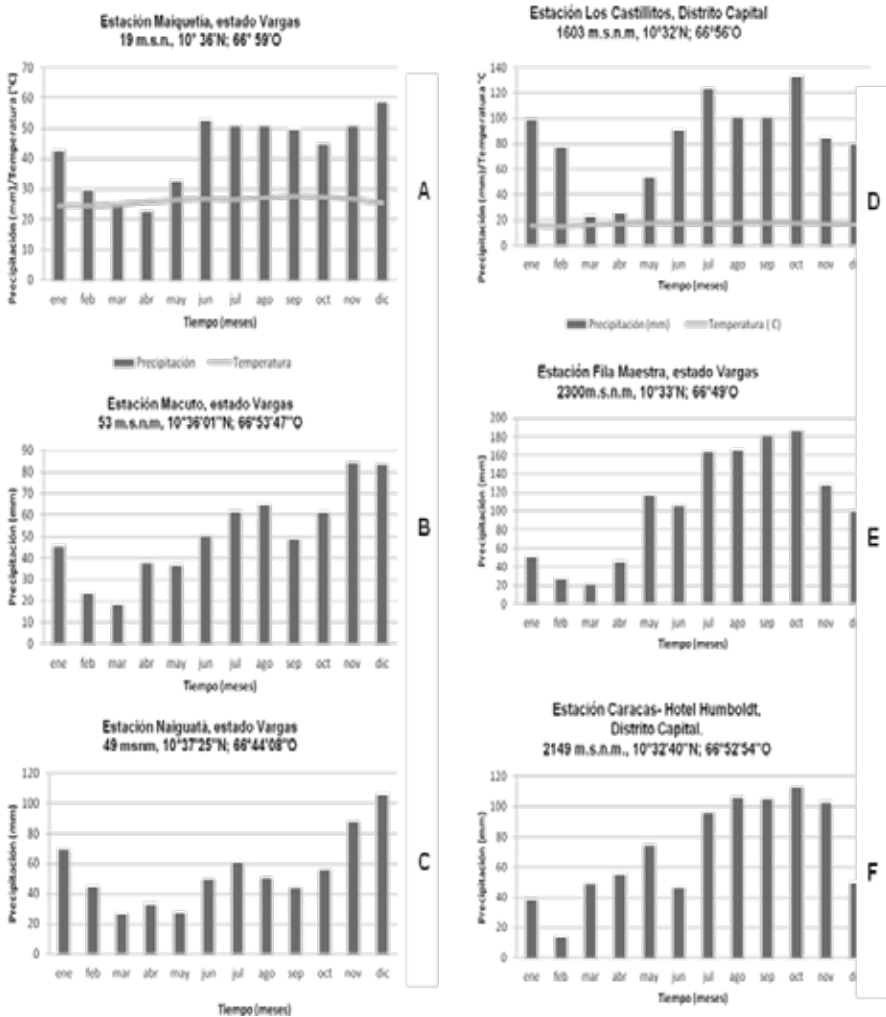 Estación Maiquetía, estado Vargas
19 m.s.n., 10° 36'N; 66° 59'O
Precipitación (mm)/Temperatura (°C)
70
60
50
40
30
20
10
0
ene feb mar abr may jun jul ago sep oct nov dic
Tiempo (meses)
Precipitación Temperatura
A
Estación Macuto, estado Vargas
53 m.s.n.m, 10°36'01''N; 66°53'47''O
Precipitación (mm)
90
80
70
60
50
40
30
20
10
0
ene feb mar abr may jun jul ago sep oct nov dic
Tiempo (meses)
B
Estación Naiguatá, estado Vargas
49 msnm, 10°37'25''N; 66°44'08''O
Precipitación (mm)
120
100
80
60
40
20
0
ene feb mar abr may jun jul ago sep oct nov dic
Tiempo (meses)
C
Estación Los Castillitos, Distrito Capital
1603 m.s.n.m, 10°32'N; 66°56'O
Precipitación (mm)/Temperatura °C
140
120
100
80
60
40
20
0
ene feb mar abr may jun jul ago sep oct nov d
Tiempo (meses)
Precipitación (mm) Temperatura ( C)
D
Estación Fila Maestra, estado Vargas
2300m.s.n.m, 10°33'N; 66°49'O
Precipitación (mm)
200
180
160
140
120
100
80
60
40
20
0
ene feb mar abr may jun jul ago sep oct nov d
Tiempo (meses)
E
Estación Caracas- Hotel Humboldt,
Distrito Capital.
2149 m.s.n.m., 10°32'40''N; 66°52'54''O
Precipitación (mm)
120
100
80
60
40
20
0
ene feb mar abr may jun jul ago sep oct nov d
Tiempo (meses)
F